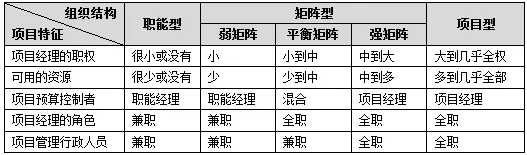 组织结构 矩阵型
职能型 项目型
项目特征 弱矩阵 平衡矩阵 强矩阵
项目经理的职权 很小或没有 小 小到中 中到大 大到几乎全权
可用的资源 很少或没有 少 少到中 中到多 多到几乎全部
项目预算控制者 职能经理 职能经理 混合 项目经理 项目经理
项目经理的角色 兼职 兼职 全职 全职 全职
项目管理行政人员 兼职 兼职 兼职 全职 全职